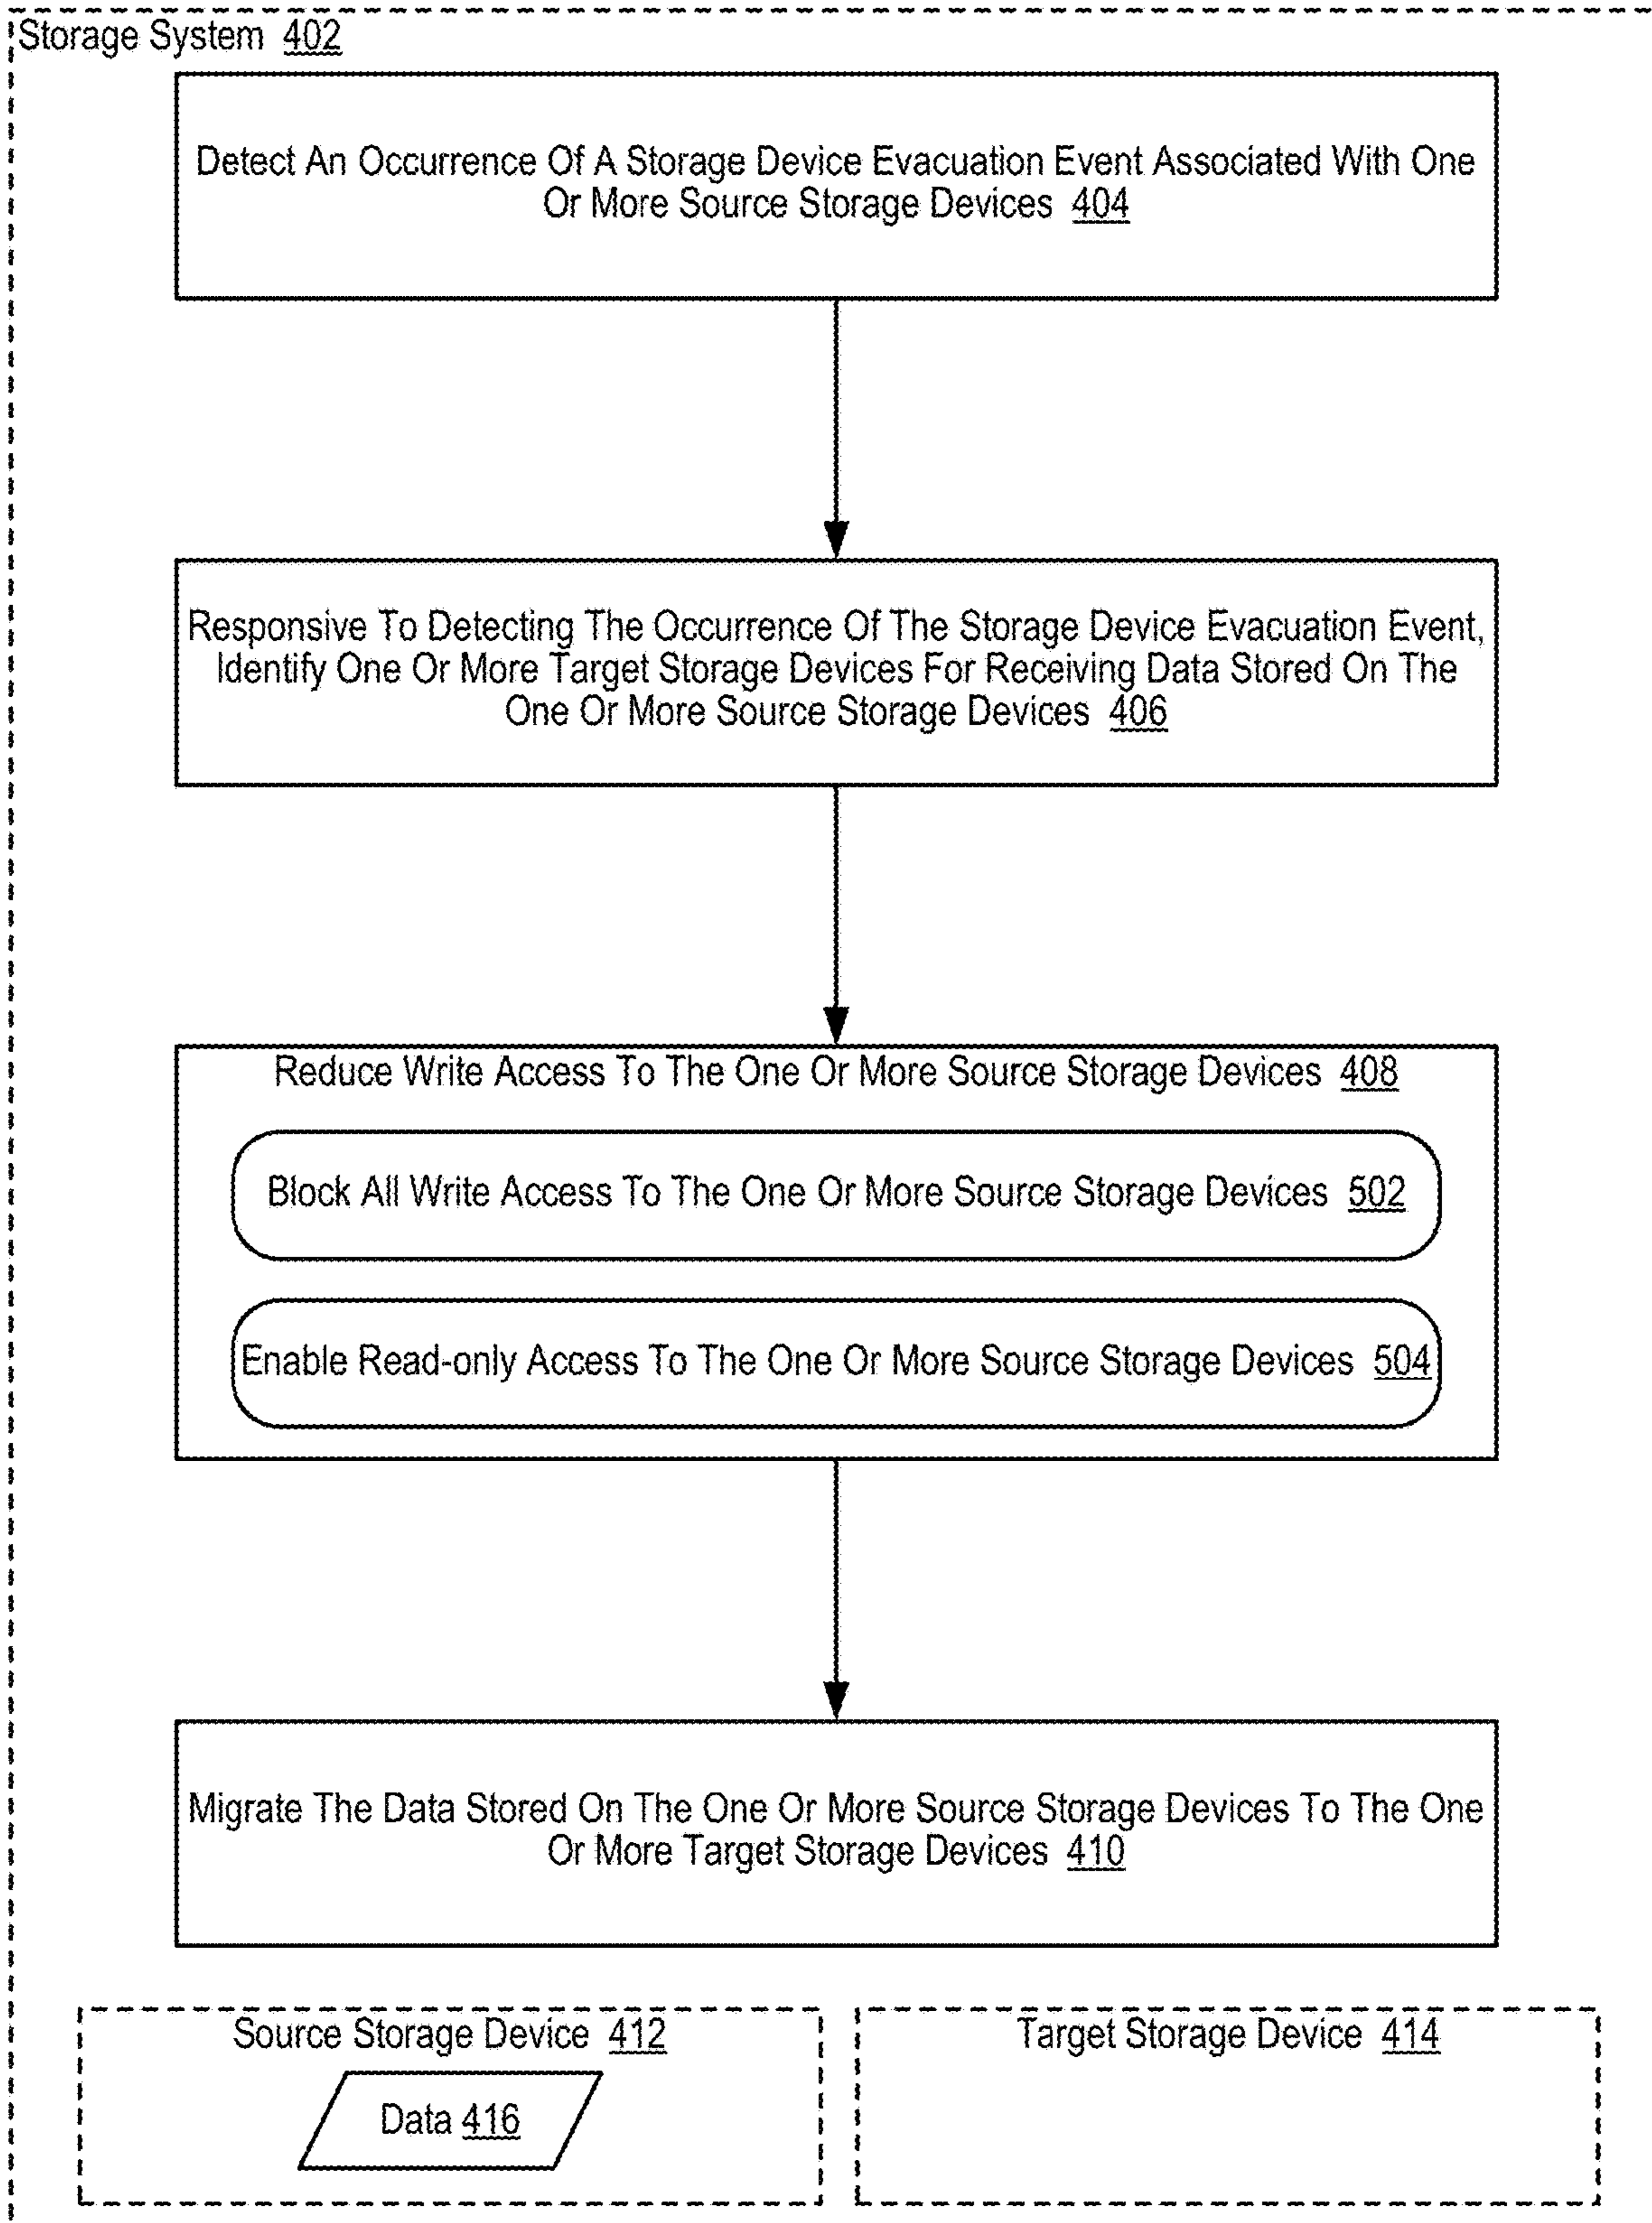 Storage System 402
Detect An Occurrence Of A Storage Device Evacuation Event Associated With One
Or More Source Storage Devices 404
Responsive To Detecting The Occurrence Of The Storage Device Evacuation Event,
Identify One Or More Target Storage Devices For Receiving Data Stored On The
One Or More Source Storage Devices 406
Reduce Write Access To The One Or More Source Storage Devices 408
Block All Write Access To The One Or More Source Storage Devices 502
Enable Read-only Access To The One Or More Source Storage Devices 504
Migrate The Data Stored On The One Or More Source Storage Devices To The One
Or More Target Storage Devices 410
Source Storage Device 412
Data 416
Target Storage Device 414